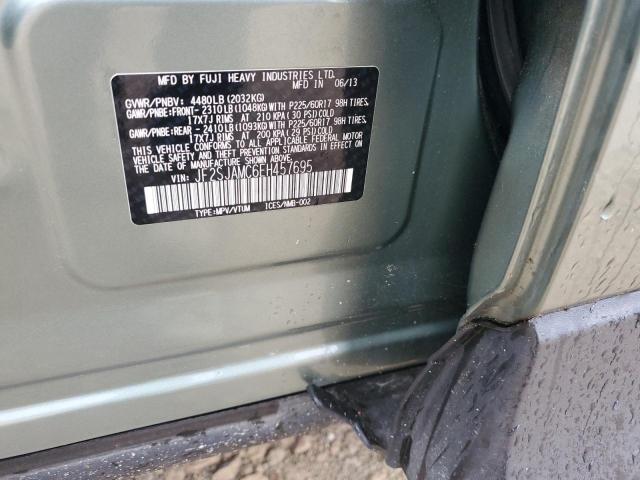 MFD BY FUJI HEAVY INDUSTRIES LTD.
MFD IN 06/13
GVWR/PNBV: 4480LB (2032KG)
GAWR/PNBE:FRONT- 2310LB(1048KG)WITH P225/60R17 98H TIRES,
17X7J RIMS AT 210 KPA (30 PSI)COLD
GAWR/PNBE:REAR -2410LB(1093KG)WITH P225/60R17 98H TIRES,
17X7J RIMS AT 200 KPA (29 PSI)COLD
THIS VEHICLE CONFORMS TO ALL APPLICABLE FEDERAL MOTOR
VEHICLE SAFETY, BUMPER, AND THEFT PREVENTION STANDARDS IN EFFECT ON THE
DATE OF MANUFACTURE SHOWN ABOVE.
VIN: JF2SJAMC6EH457695
TYPE:MPV/VTUM ICES/NMB-002